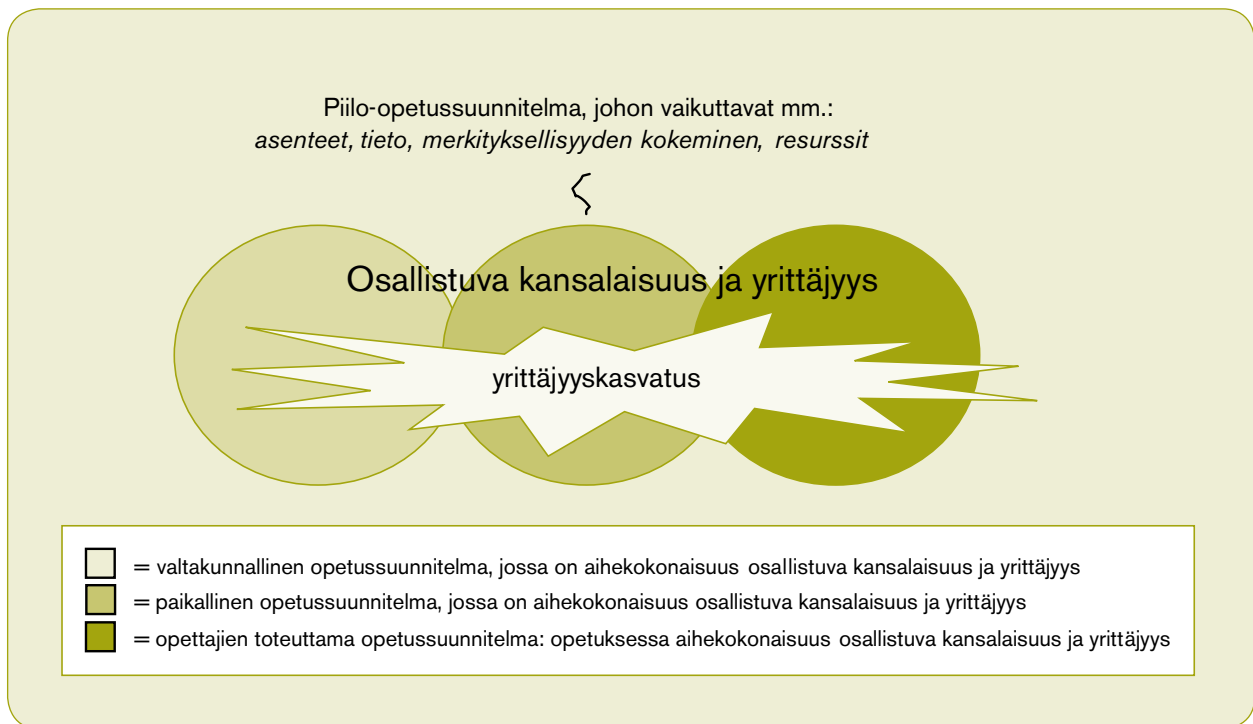 Piilo-opetussuunnitelma, johon vaikuttavat mm.:
asenteet, tieto, merkityksellisyyden kokeminen, resurssit
Osallistuva kansalaisuus ja yrittäjyys
yrittäjyyskasvatus
= valtakunnallinen opetussuunnitelma, jossa on aihekokonaisuus osallistuva kansalaisuus ja yrittäjyys
= paikallinen opetussuunnitelma, jossa on aihekokonaisuus osallistuva kansalaisuus ja yrittäjyys
= opettajien toteuttama opetussuunnitelma: opetuksessa aihekokonaisuus osallistuva kansalaisuus ja yrittäjyys